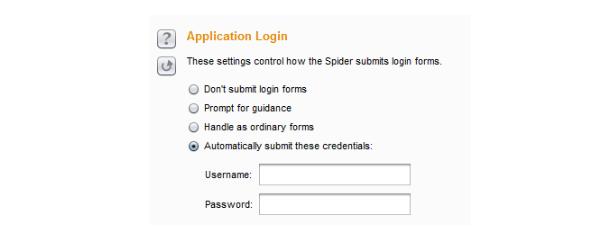 ?
Application Login
These settings control how the Spider submits login forms.
Don't submit login forms
Prompt for guidance
Handle as ordinary forms
Automatically submit these credentials:
Username:
Password: